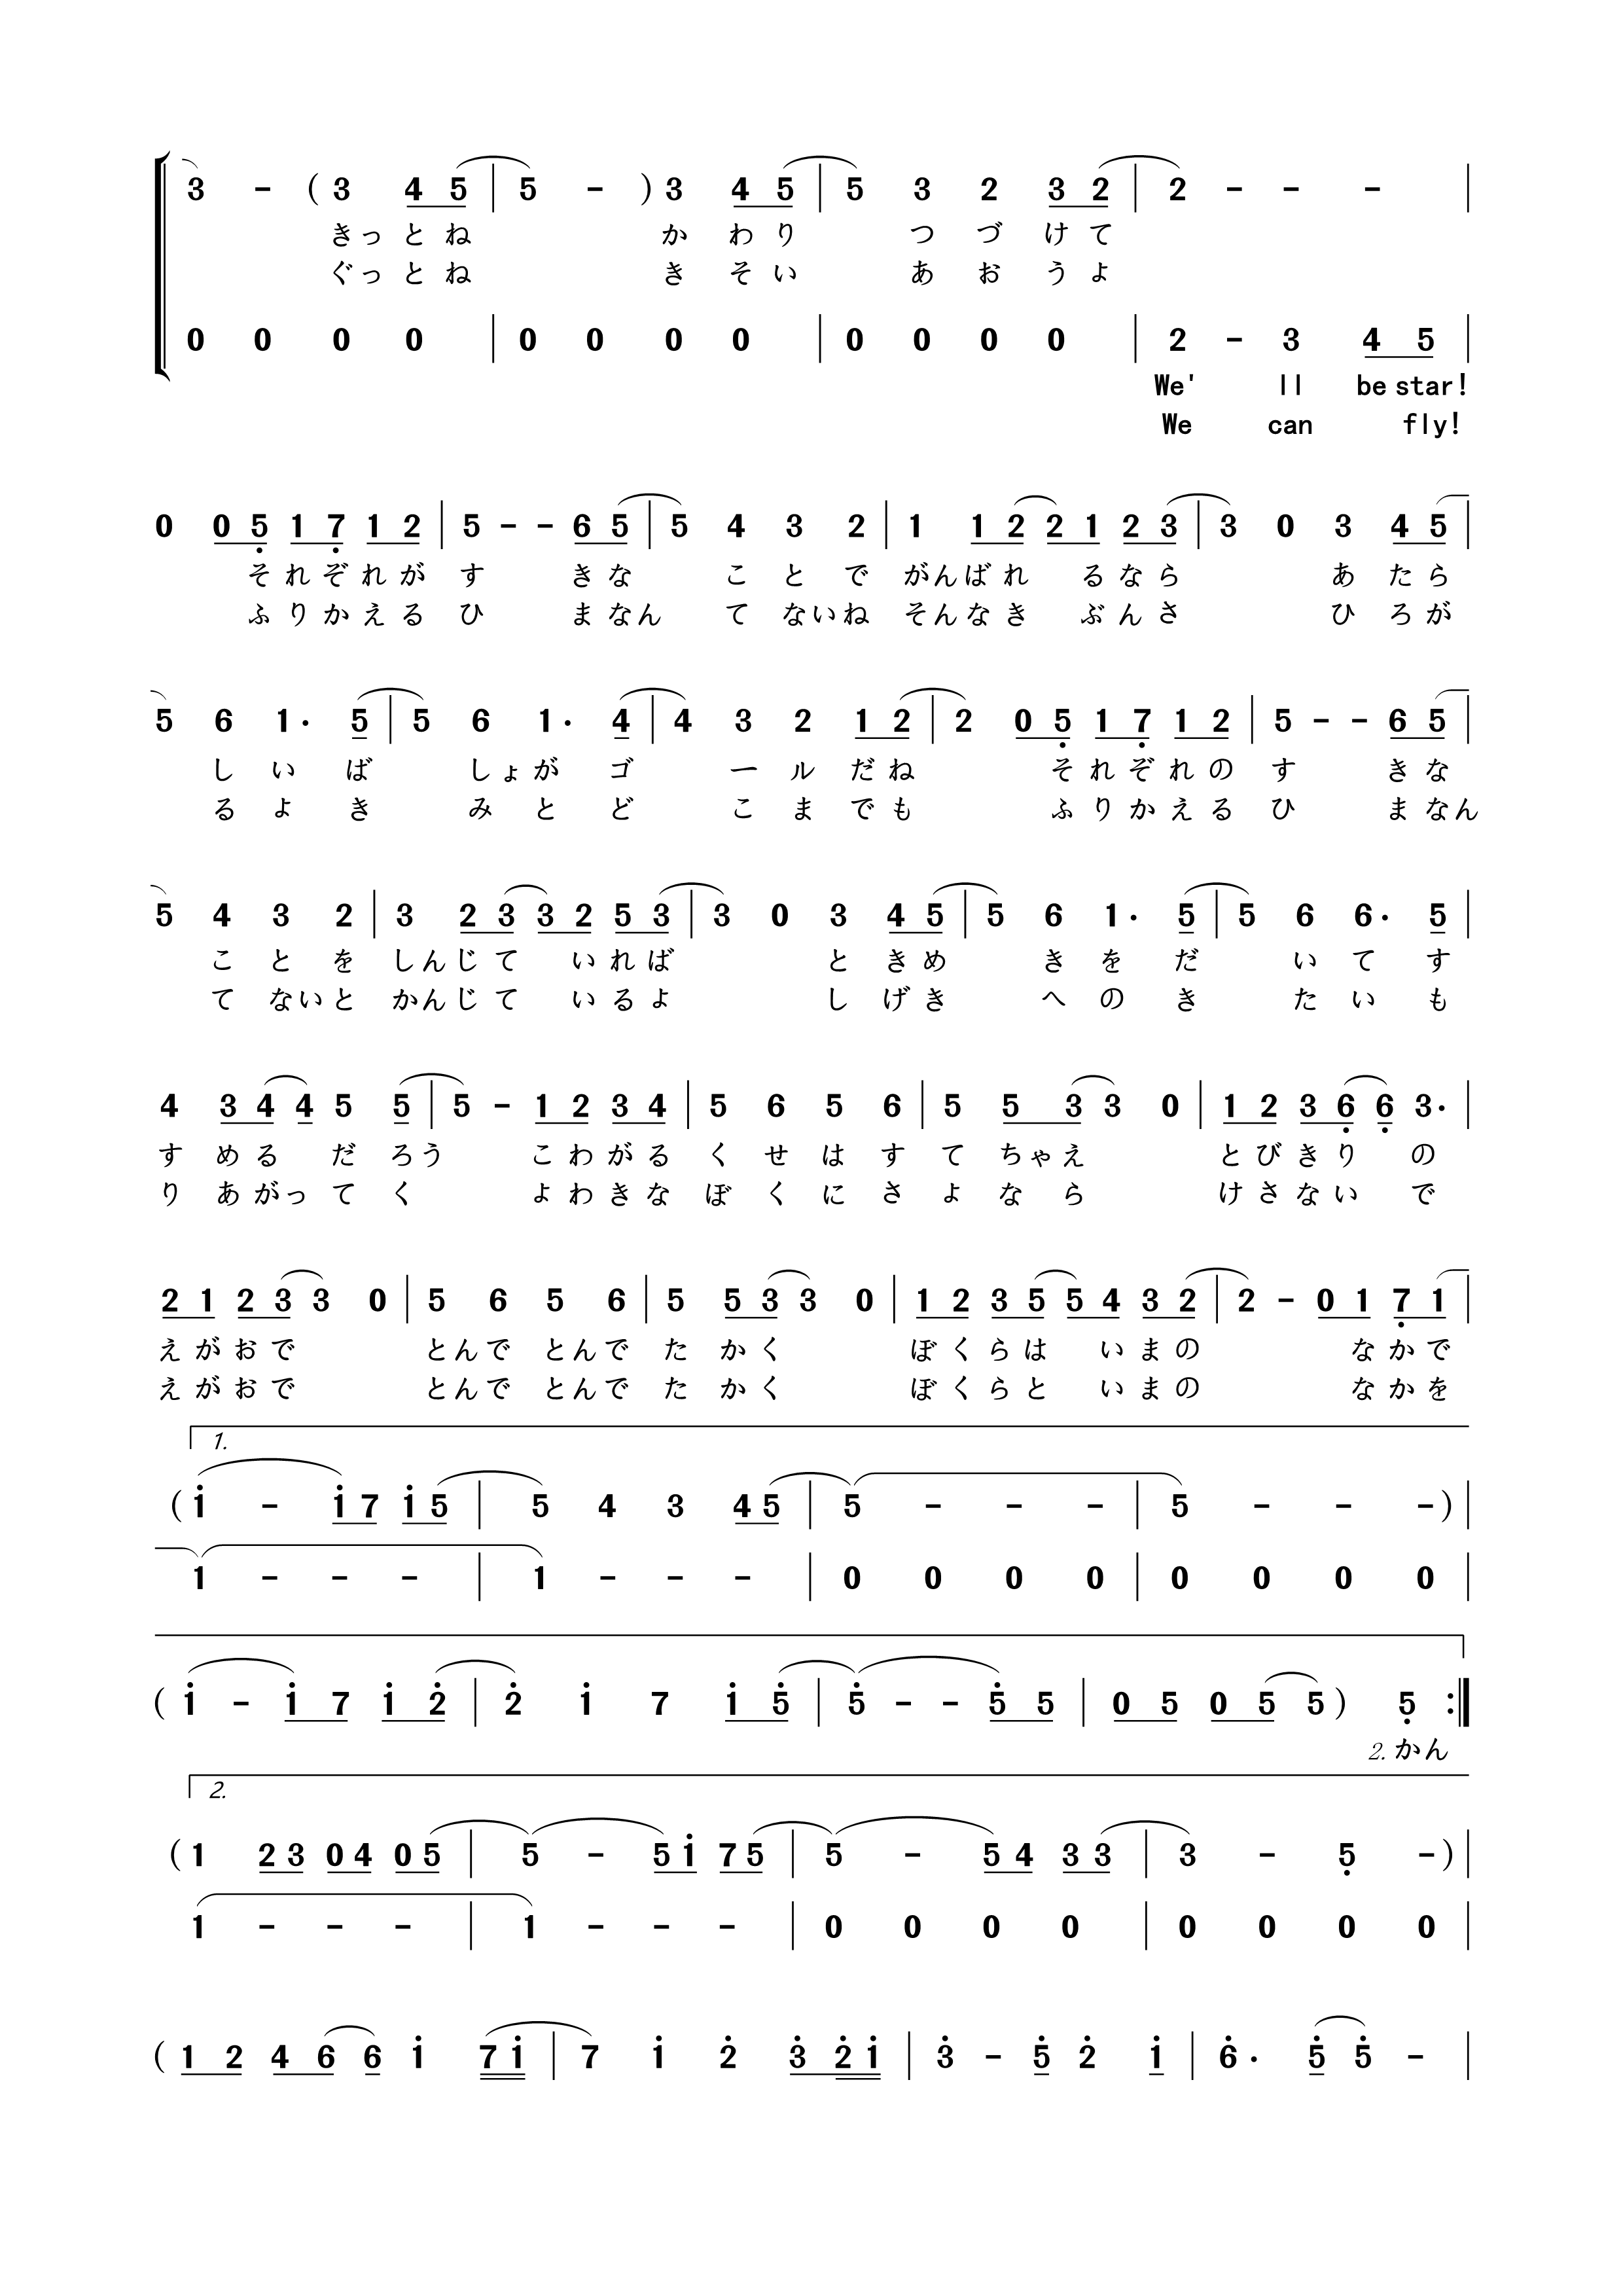 3 - ( 3 4 5 | 5 - ) 3 4 5 | 5 3 2 3 2 | 2 - - - |
きっ と ね か わ り つ づ け て
ぐっ と ね き そ い あ お う ょ
0 0 0 0 | 0 0 0 0 | 0 0 0 0 | 2 - 3 4 5 |
We' ll be star!
We can fly!
0 0 5̣ 1 7̣ 1 2 | 5 - - 6 5 | 5 4 3 2 | 1 1 2 2 1 2 3 | 3 0 3 4 5 |
そ れ ぞ れ が す き な こ と で がん ば れ る な ら あ た ら
ふ り か え る ひ ま なん て ない ね そん な き ぶ ん さ ひ ろ が
5 6 1· 5 | 5 6 1· 4 | 4 3 2 1 2 | 2 0 5̣ 1 7̣ 1 2 | 5 - - 6 5 |
し い ば しょ が ゴ ー ル だ ね そ れ ぞ れ の す き な
る ょ き み と ど こ ま で も ふ り か え る ひ ま なん
5 4 3 2 | 3 2 3 3 2 5 3 | 3 0 3 4 5 | 5 6 1· 5 | 5 6 6· 5 |
こ と を しん じ て い れ ば と き め き を だ い て す
て ない と かん じ て い る ょ し げ き へ の き た い も
4 3 4 4 5 5 | 5 - 1 2 3 4 | 5 6 5 6 | 5 5 3 3 0 | 1 2 3 6̣ 6̣ 3· |
す め る だ ろう こ わ が る く せ は す て ちゃ え と び き り の
り あ がっ て く ょ わ き な ぼ く に さ ょ な ら け さ な い で
2 1 2 3 3 0 | 5 6 5 6 | 5 5 3 3 0 | 1 2 3 5 5 4 3 2 | 2 - 0 1 7̣ 1 |
え が お で とん で とん で た か く ぼ く ら は い ま の な か で
え が お で とん で とん で た か く ぼ く ら と い ま の な か を
1.
( 1̇ - 1̇ 7 1̇ 5 | 5 4 3 4 5 | 5 - - - | 5 - - - ) |
1 - - - | 1 - - - | 0 0 0 0 | 0 0 0 0 |
( 1̇ - 1̇ 7 1̇ 2̇ | 2̇ 1̇ 7 1̇ 5̇ | 5̇ - - 5̇ 5 | 0 5 0 5 5 ) 5̣ :|
2. かん
2.
( 1 2 3 0 4 0 5 | 5 - 5 1̇ 7 5 | 5 - 5 4 3 3 | 3 - 5̣ - ) |
1 - - - | 1 - - - | 0 0 0 0 | 0 0 0 0 |
( 1 2 4 6 6 1̇ 7 1̇ | 7 1̇ 2̇ 3̇ 2̇ 1̇ | 3̇ - 5̇ 2̇ 1̇ | 6̇· 5̇ 5̇ - |